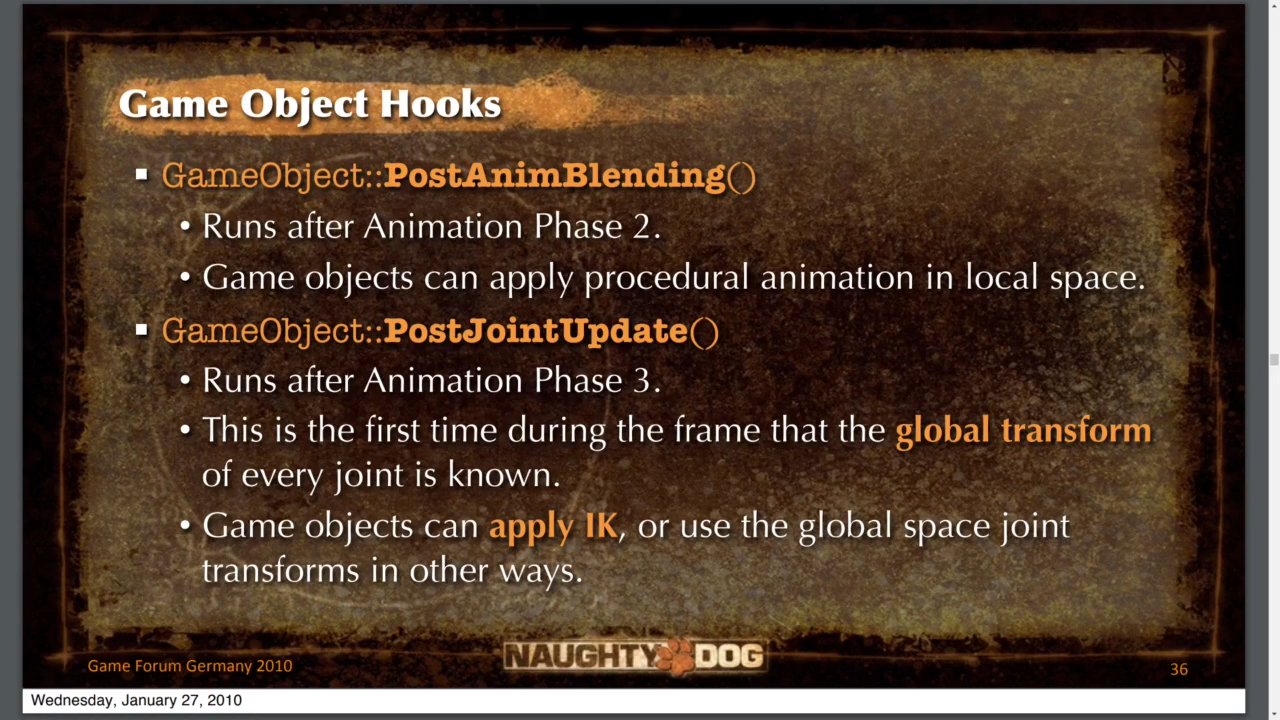 Game Object Hooks
▪ GameObject::PostAnimBlending()
• Runs after Animation Phase 2.
• Game objects can apply procedural animation in local space.
▪ GameObject::PostJointUpdate()
• Runs after Animation Phase 3.
• This is the first time during the frame that the global transform
of every joint is known.
• Game objects can apply IK, or use the global space joint
transforms in other ways.
Game Forum Germany 2010
NAUGHTY DOG
36
Wednesday, January 27, 2010